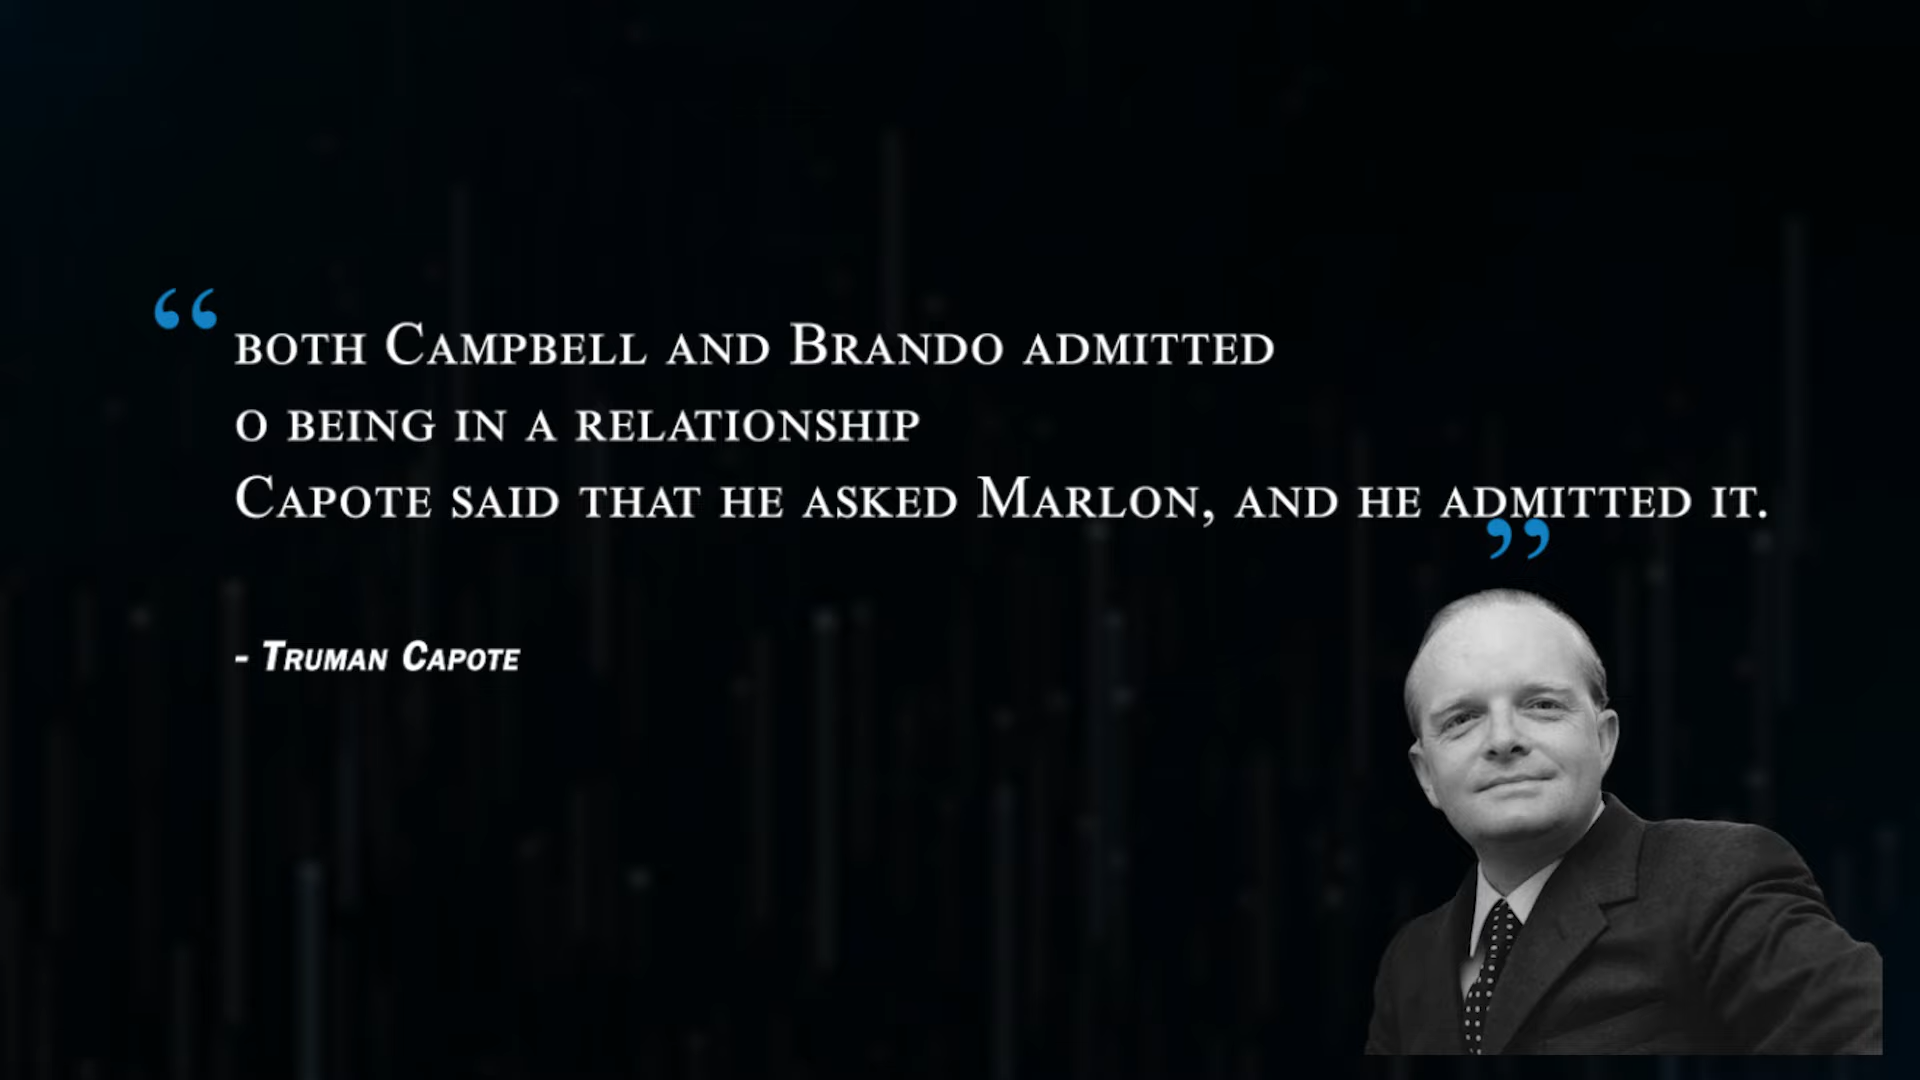 “ both Campbell and Brando admitted
o being in a relationship
Capote said that he asked Marlon, and he admitted it.
”
- Truman Capote